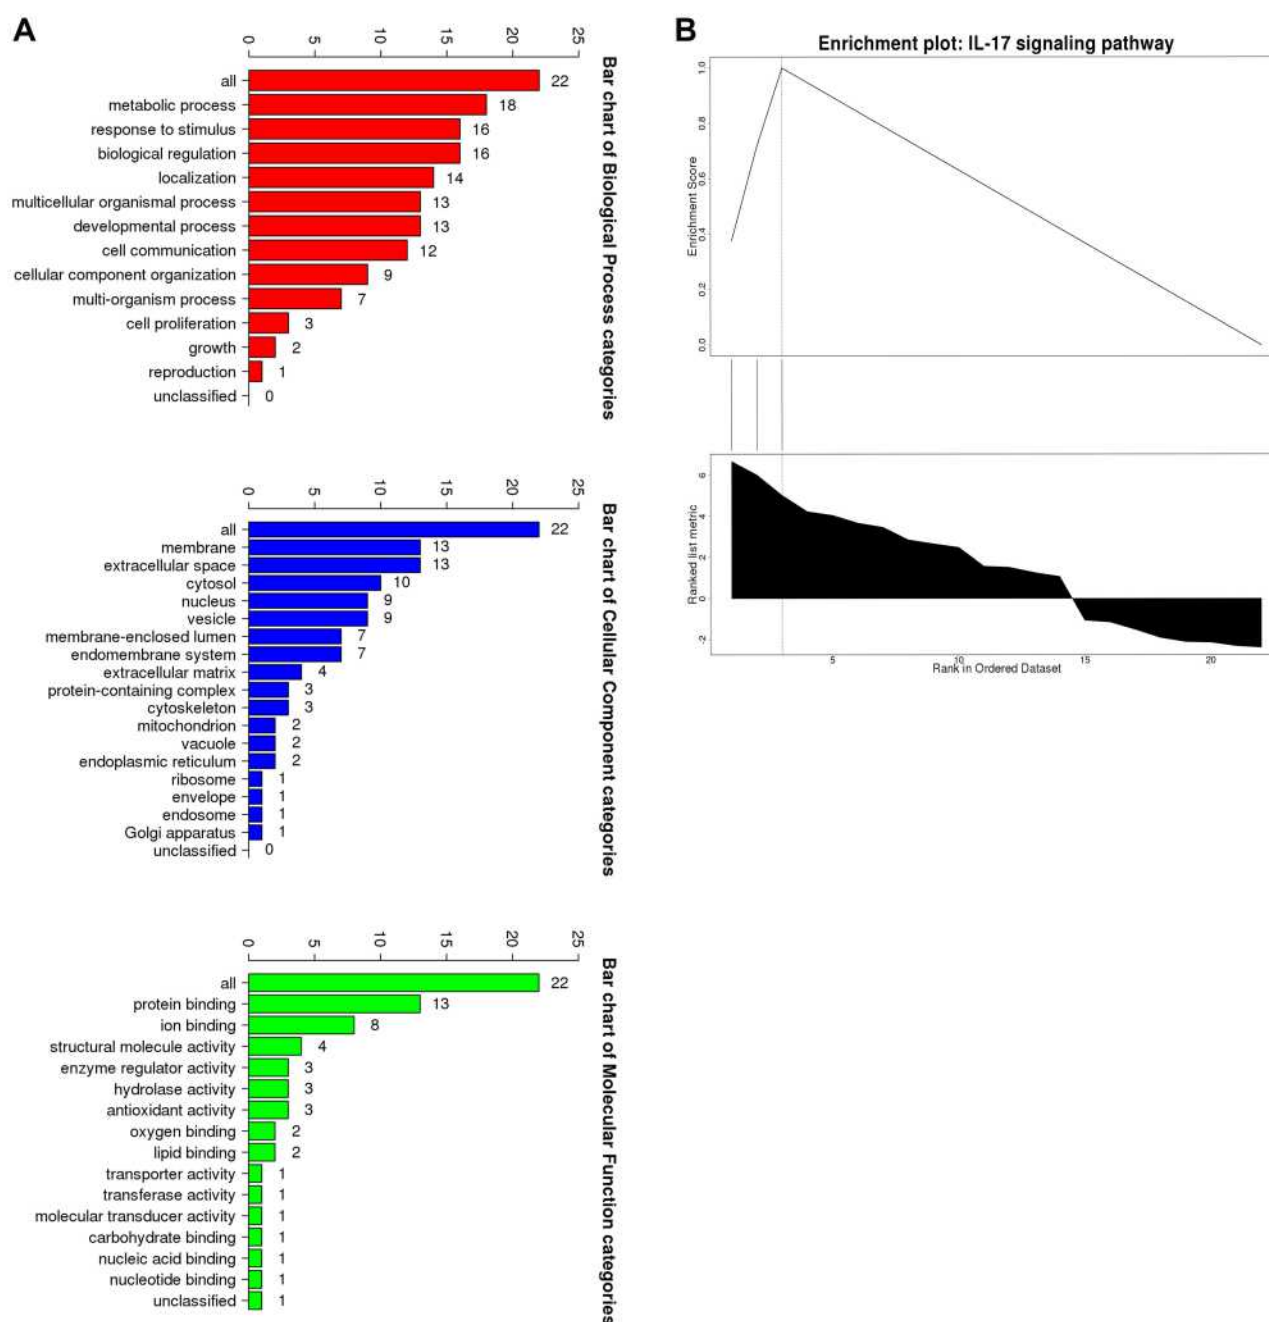 A
0 5 10 15 20 25
Bar chart of Biological Process categories
all 22
metabolic process 18
response to stimulus 16
biological regulation 16
localization 14
multicellular organismal process 13
developmental process 13
cell communication 12
cellular component organization 9
multi-organism process 7
cell proliferation 3
growth 2
reproduction 1
unclassified 0
0 5 10 15 20 25
Bar chart of Cellular Component categories
all 22
membrane 13
extracellular space 13
cytosol 10
nucleus 9
vesicle 9
membrane-enclosed lumen 7
endomembrane system 7
extracellular matrix 4
protein-containing complex 3
cytoskeleton 3
mitochondrion 2
vacuole 2
endoplasmic reticulum 2
ribosome 1
envelope 1
endosome 1
Golgi apparatus 1
unclassified 0
0 5 10 15 20 25
Bar chart of Molecular Function categories
all 22
protein binding 13
ion binding 8
structural molecule activity 4
enzyme regulator activity 3
hydrolase activity 3
antioxidant activity 3
oxygen binding 2
lipid binding 2
transporter activity 1
transferase activity 1
molecular transducer activity 1
carbohydrate binding 1
nucleic acid binding 1
nucleotide binding 1
unclassified 1
B
Enrichment plot: IL-17 signaling pathway
Enrichment Score
1.0
0.8
0.6
0.4
0.2
0.0
Ranked list metric
6
4
2
0
-2
5 10 15 20
Rank in Ordered Dataset